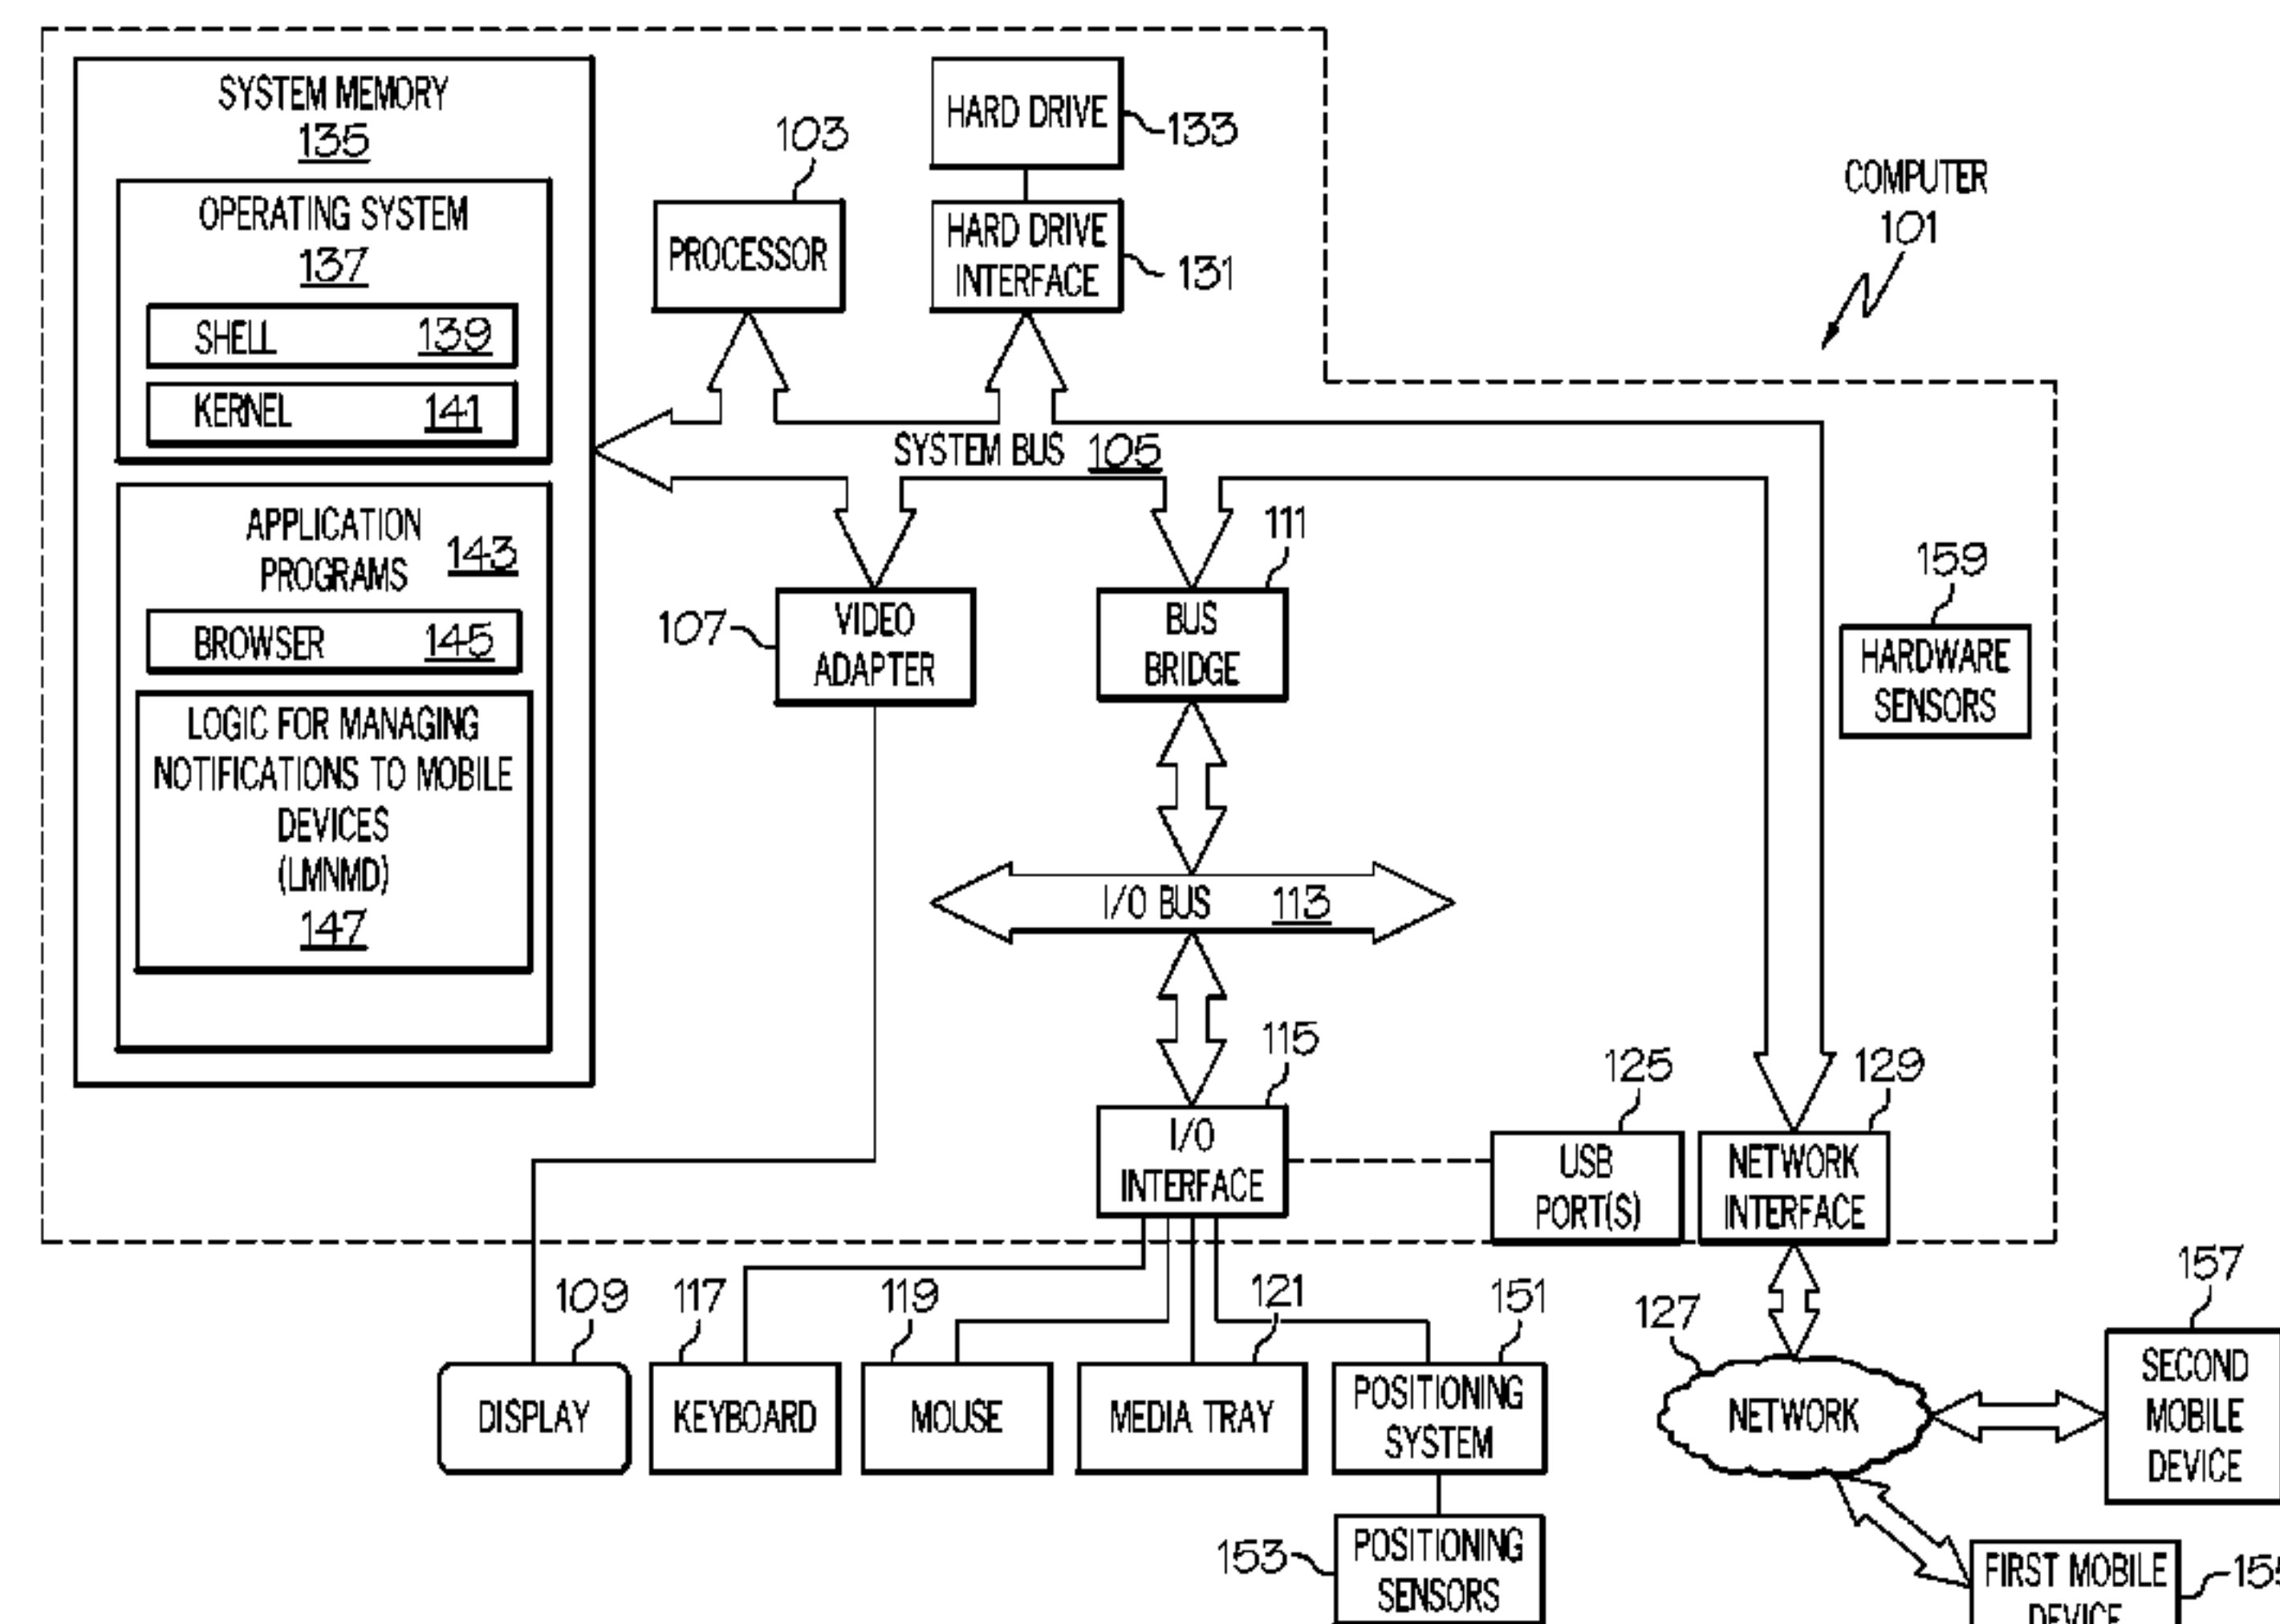 SYSTEM MEMORY
135
OPERATING SYSTEM
137
SHELL 139
KERNEL 141
APPLICATION
PROGRAMS 143
BROWSER 145
LOGIC FOR MANAGING
NOTIFICATIONS TO MOBILE
DEVICES
(LMNMD)
147
103
PROCESSOR
HARD DRIVE
133
HARD DRIVE
INTERFACE
131
COMPUTER
101
SYSTEM BUS 105
107
VIDEO
ADAPTER
111
BUS
BRIDGE
159
HARDWARE
SENSORS
I/O BUS 113
115
I/O
INTERFACE
125
USB
PORT(S)
129
NETWORK
INTERFACE
109
DISPLAY
117
KEYBOARD
119
MOUSE
121
MEDIA TRAY
151
POSITIONING
SYSTEM
153
POSITIONING
SENSORS
127
NETWORK
157
SECOND
MOBILE
DEVICE
FIRST MOBILE
DEVICE
155